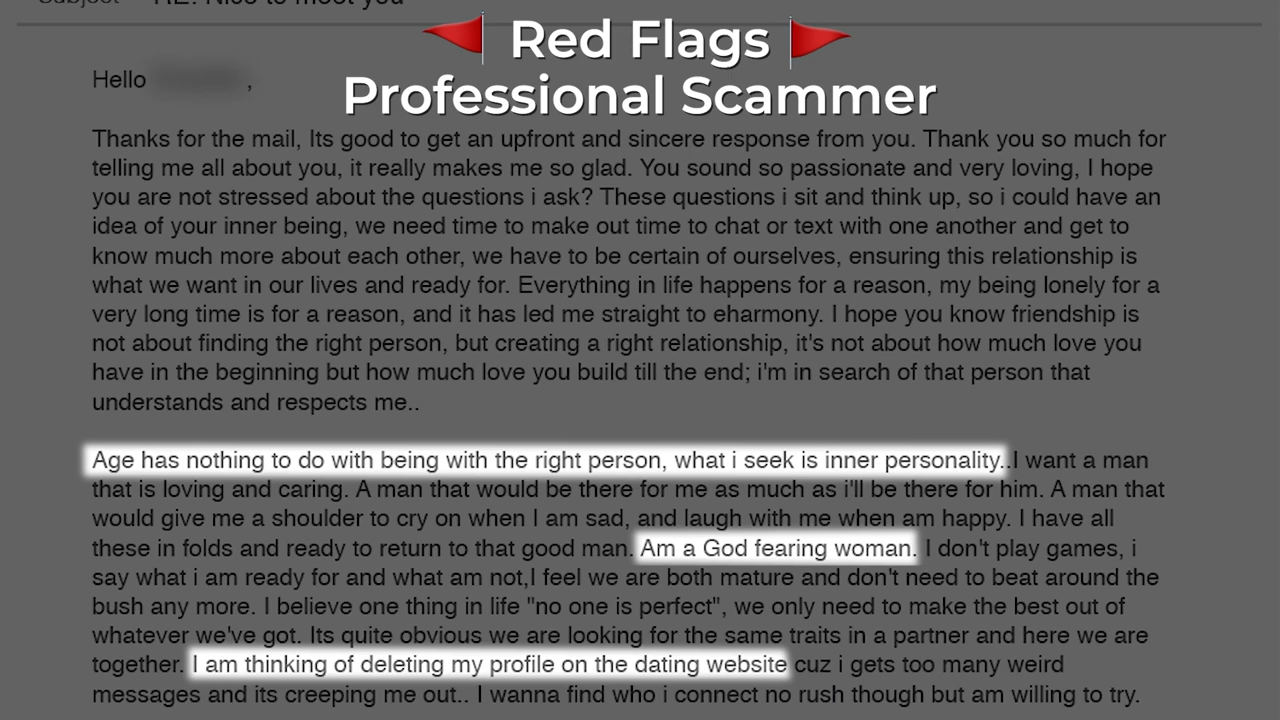 Subject RE: Nice to meet you
Red Flags
Professional Scammer
Hello ,
Thanks for the mail, Its good to get an upfront and sincere response from you. Thank you so much for
telling me all about you, it really makes me so glad. You sound so passionate and very loving, I hope
you are not stressed about the questions i ask? These questions i sit and think up, so i could have an
idea of your inner being, we need time to make out time to chat or text with one another and get to
know much more about each other, we have to be certain of ourselves, ensuring this relationship is
what we want in our lives and ready for. Everything in life happens for a reason, my being lonely for a
very long time is for a reason, and it has led me straight to eharmony. I hope you know friendship is
not about finding the right person, but creating a right relationship, it's not about how much love you
have in the beginning but how much love you build till the end; i'm in search of that person that
understands and respects me..
Age has nothing to do with being with the right person, what i seek is inner personality..I want a man
that is loving and caring. A man that would be there for me as much as i'll be there for him. A man that
would give me a shoulder to cry on when I am sad, and laugh with me when am happy. I have all
these in folds and ready to return to that good man. Am a God fearing woman. I don't play games, i
say what i am ready for and what am not,I feel we are both mature and don't need to beat around the
bush any more. I believe one thing in life "no one is perfect", we only need to make the best out of
whatever we've got. Its quite obvious we are looking for the same traits in a partner and here we are
together. I am thinking of deleting my profile on the dating website cuz i gets too many weird
messages and its creeping me out.. I wanna find who i connect no rush though but am willing to try.